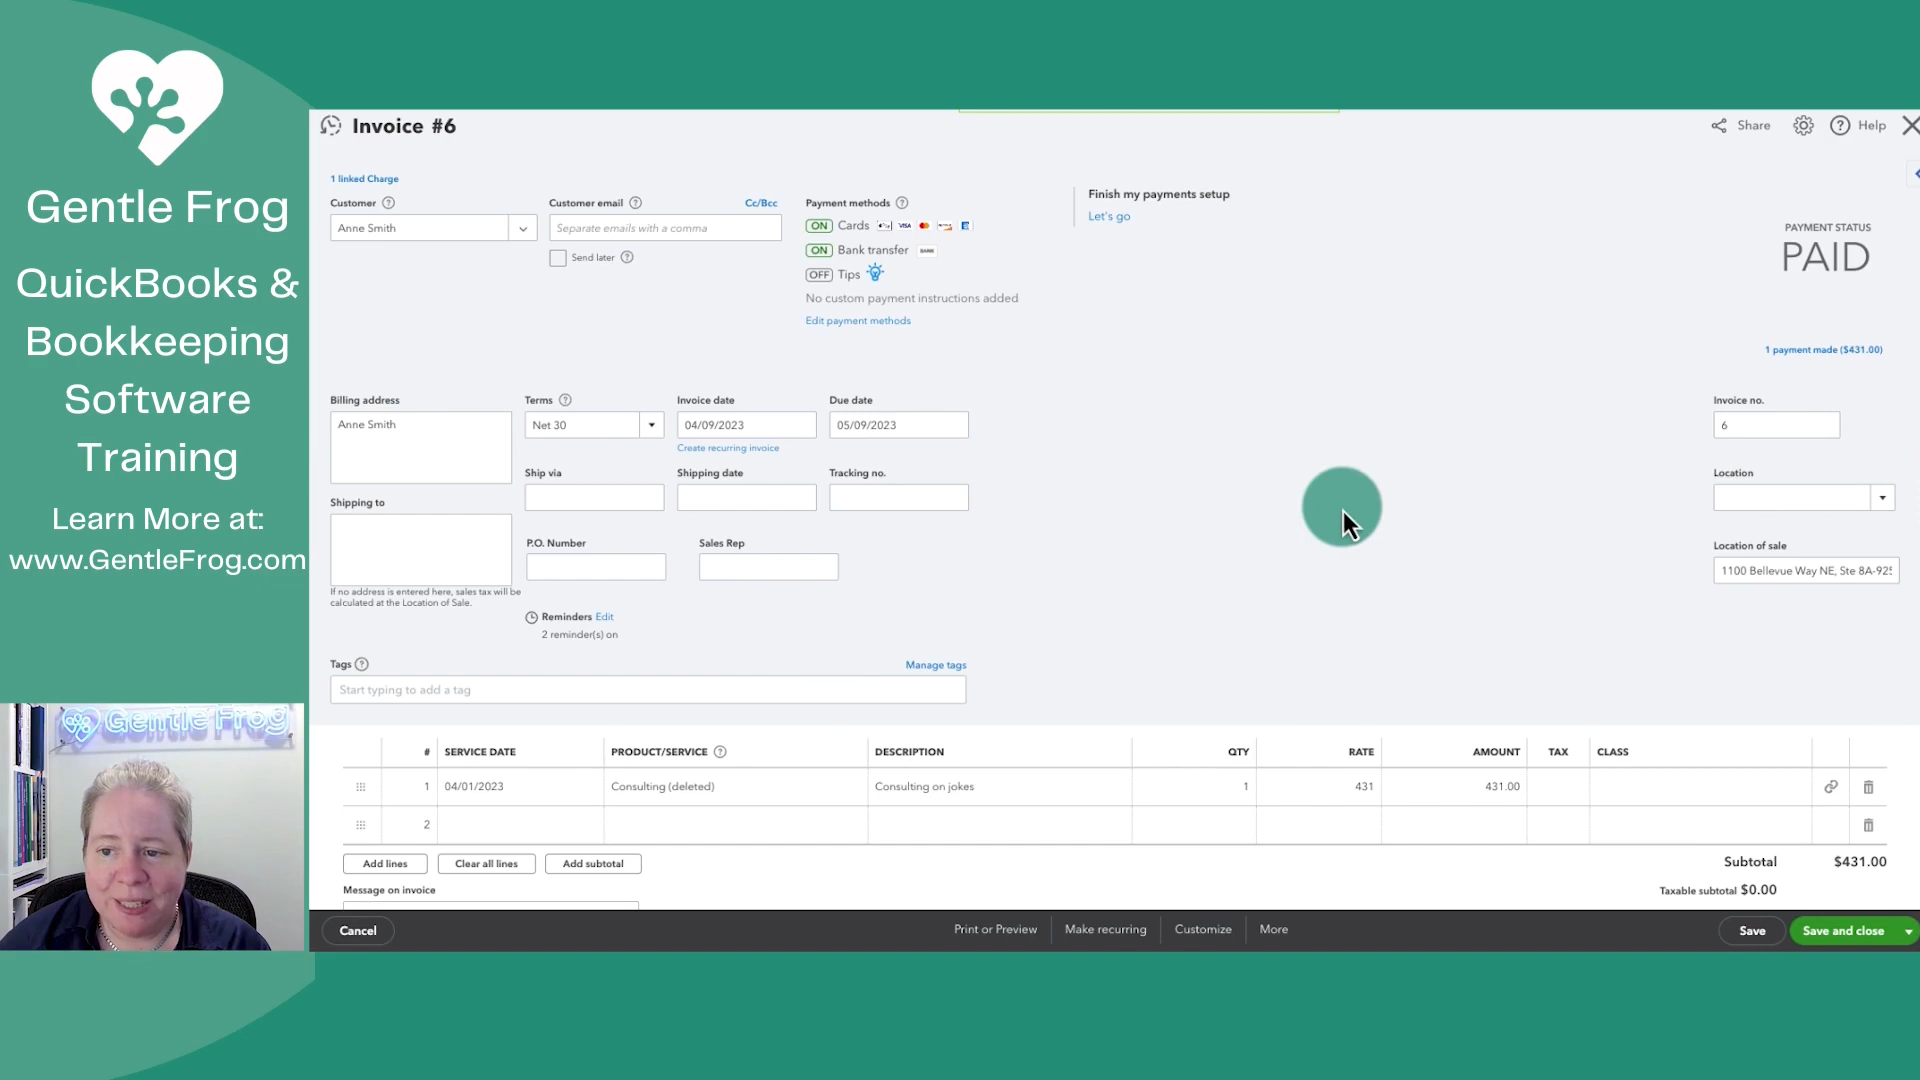 Gentle Frog
QuickBooks &
Bookkeeping
Software
Training
Learn More at:
www.GentleFrog.com
Gentle Frog
Invoice #6
Share
Help
1 linked Charge
Customer
Customer email
Cc/Bcc
Payment methods
Finish my payments setup
Anne Smith
Separate emails with a comma
ON Cards
VISA
Let's go
Send later
ON Bank transfer
BANK
OFF Tips
No custom payment instructions added
Edit payment methods
PAYMENT STATUS
PAID
1 payment made ($431.00)
Billing address
Terms
Invoice date
Due date
Invoice no.
Anne Smith
Net 30
04/09/2023
05/09/2023
6
Create recurring invoice
Ship via
Shipping date
Tracking no.
Location
Shipping to
P.O. Number
Sales Rep
Location of sale
1100 Bellevue Way NE, Ste 8A-925
If no address is entered here, sales tax will be
calculated at the Location of Sale.
Reminders Edit
2 reminder(s) on
Tags
Manage tags
Start typing to add a tag
# SERVICE DATE PRODUCT/SERVICE DESCRIPTION QTY RATE AMOUNT TAX CLASS
1 04/01/2023 Consulting (deleted) Consulting on jokes 1 431 431.00
2
Add lines
Clear all lines
Add subtotal
Subtotal $431.00
Message on invoice
Taxable subtotal $0.00
Cancel
Print or Preview
Make recurring
Customize
More
Save
Save and close